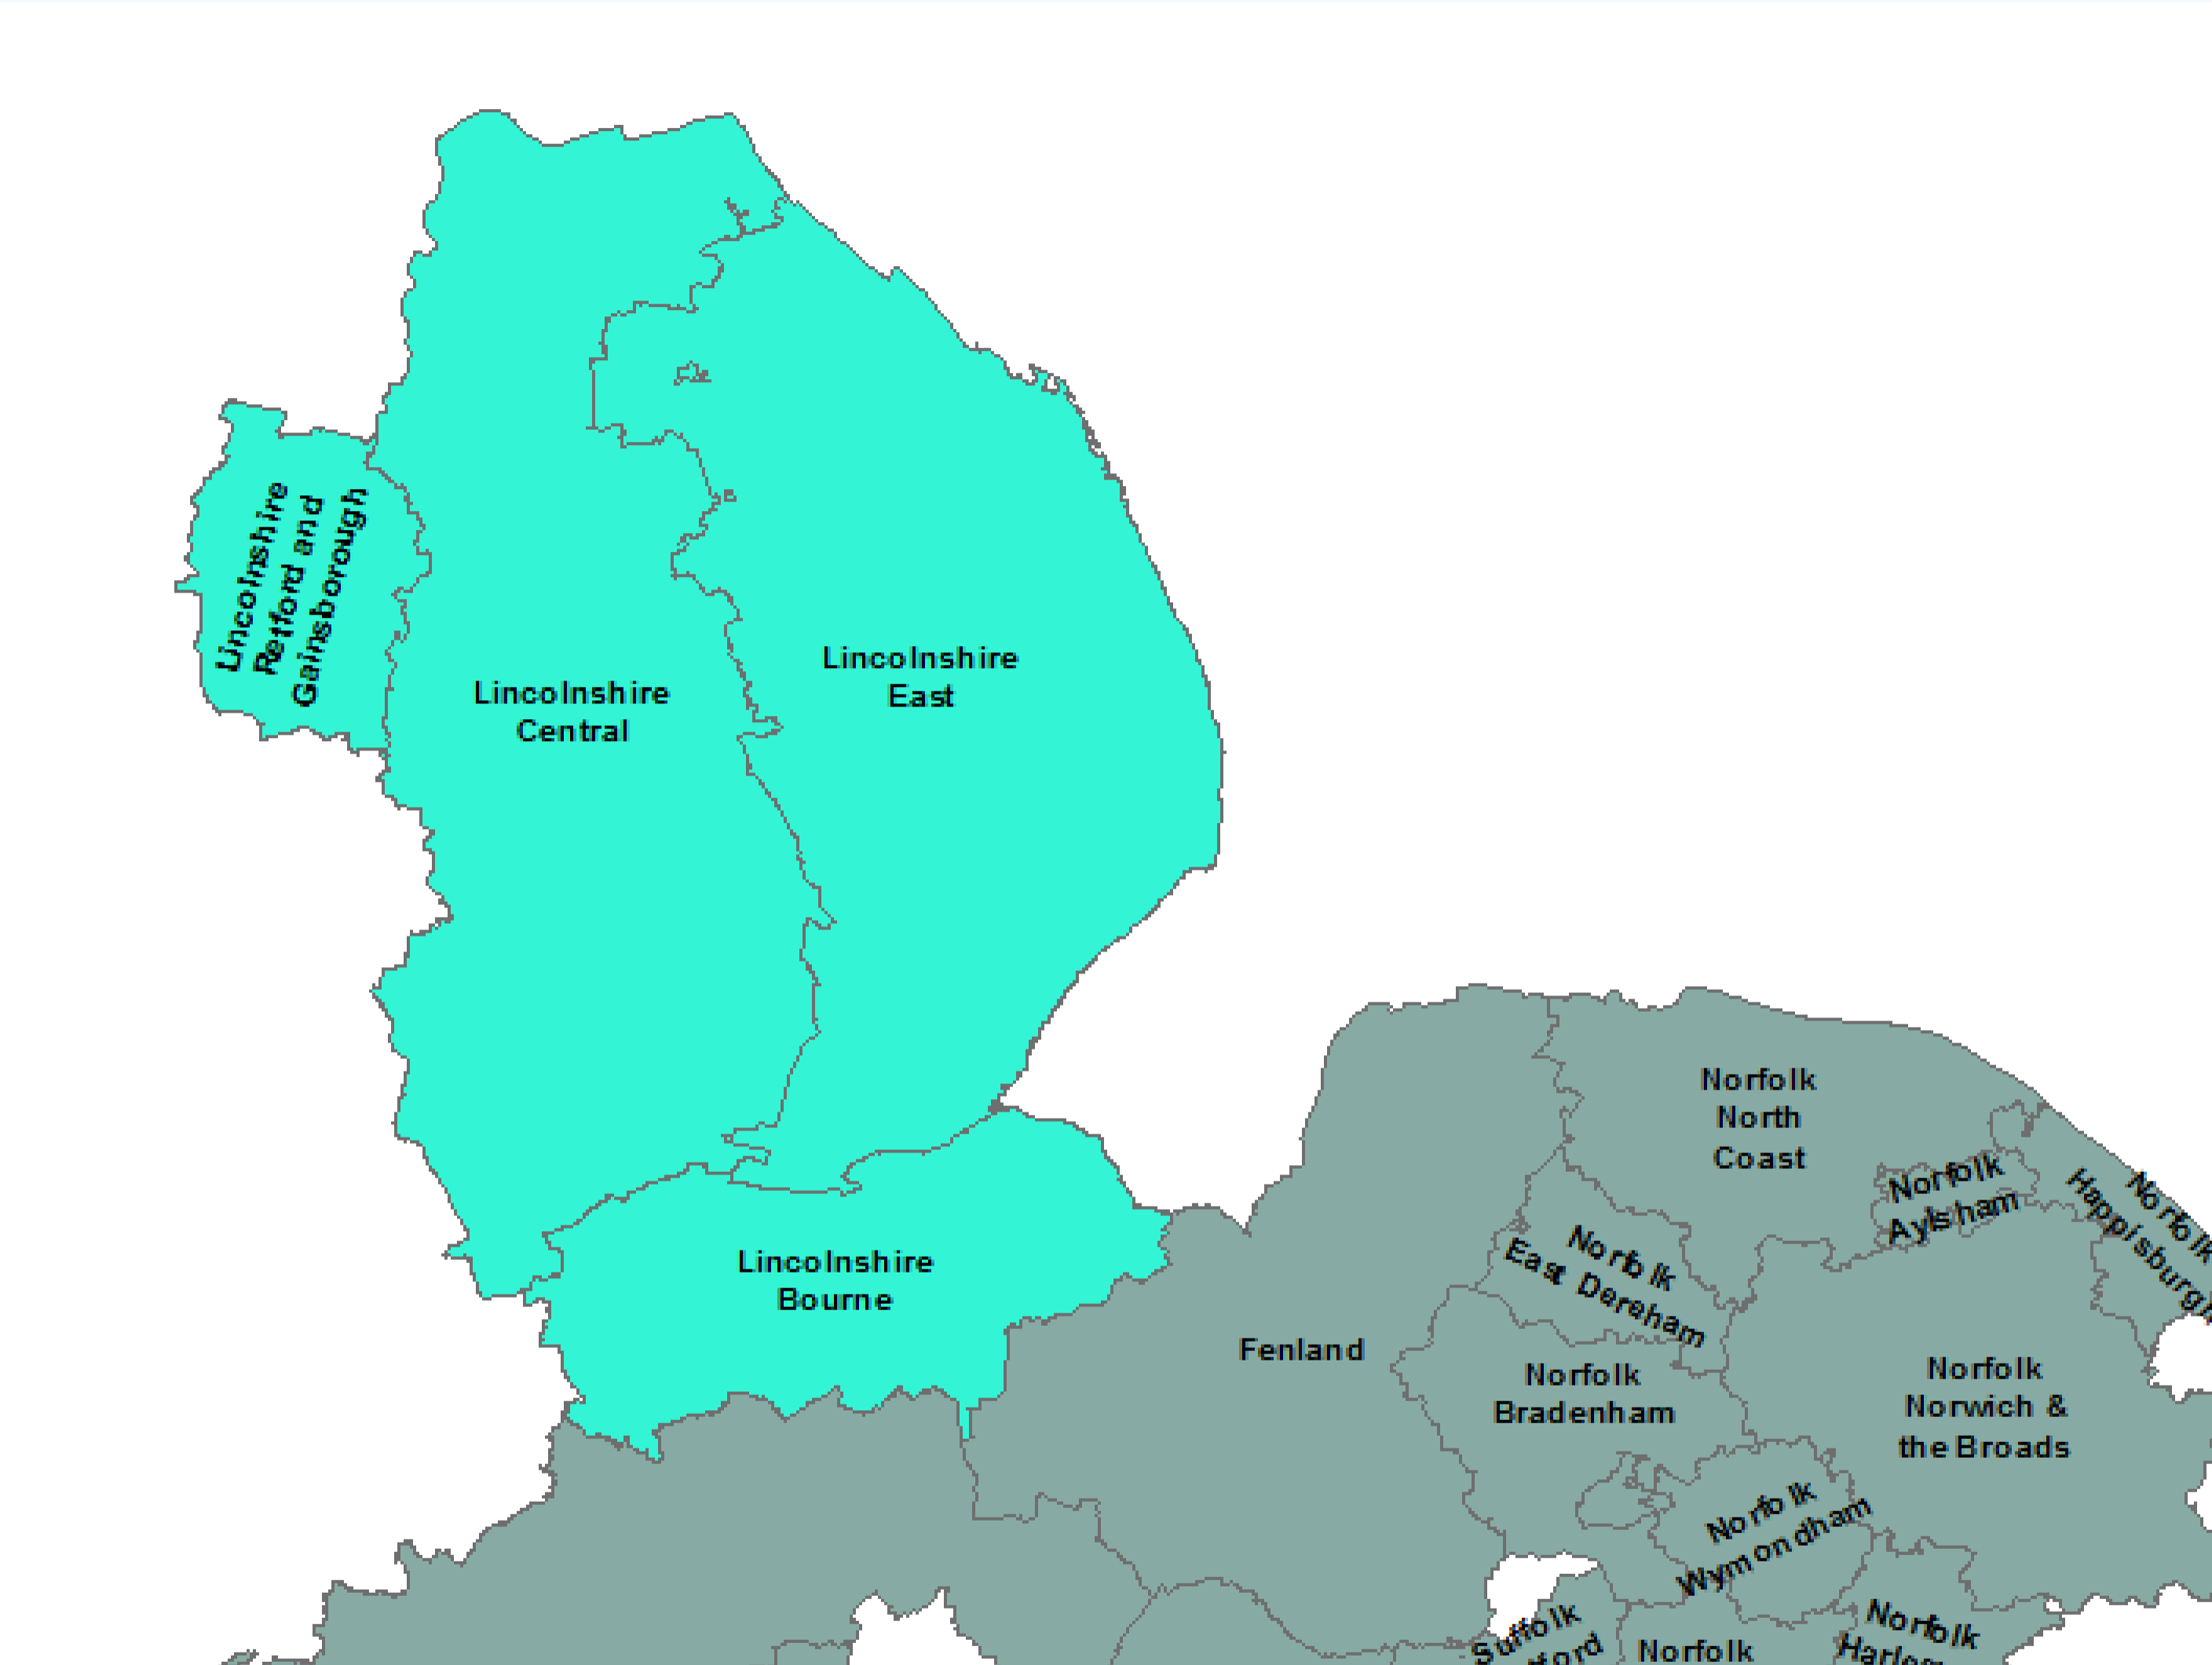 Lincolnshire
Retford and
Gainsborough
Lincolnshire
Central
Lincolnshire
East
Lincolnshire
Bourne
Fenland
Norfolk
North
Coast
Norfolk
Aylsham
Norfolk
Happisburgh
Norfolk
East Dereham
Norfolk
Bradenham
Norfolk
Norwich &
the Broads
Norfolk
Wymondham
Suffolk
Norfolk
Norfolk